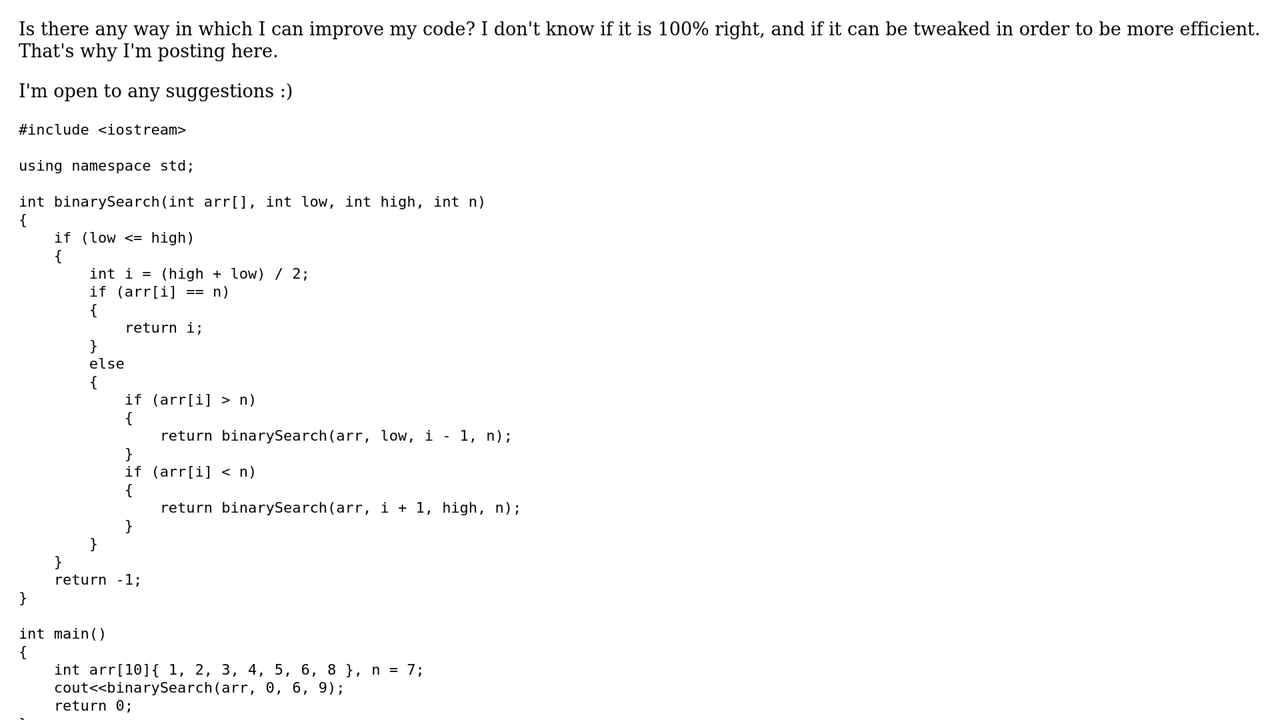 Is there any way in which I can improve my code? I don't know if it is 100% right, and if it can be tweaked in order to be more efficient.
That's why I'm posting here.
I'm open to any suggestions :)
#include <iostream>
using namespace std;
int binarySearch(int arr[], int low, int high, int n)
{
    if (low <= high)
    {
        int i = (high + low) / 2;
        if (arr[i] == n)
        {
            return i;
        }
        else
        {
            if (arr[i] > n)
            {
                return binarySearch(arr, low, i - 1, n);
            }
            if (arr[i] < n)
            {
                return binarySearch(arr, i + 1, high, n);
            }
        }
    }
    return -1;
}
int main()
{
    int arr[10]{ 1, 2, 3, 4, 5, 6, 8 }, n = 7;
    cout<<binarySearch(arr, 0, 6, 9);
    return 0;